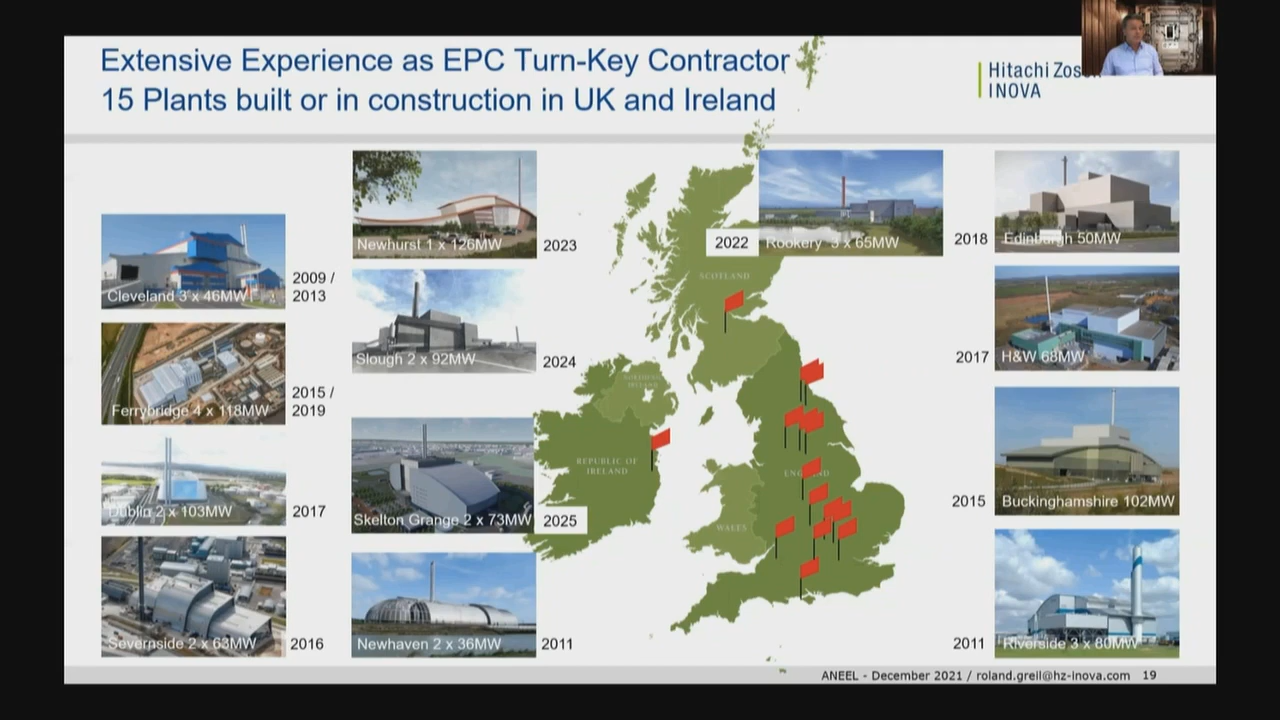 Extensive Experience as EPC Turn-Key Contractor
15 Plants built or in construction in UK and Ireland
Hitachi
INOVA
Cleveland 3 x 46MW
2009 /
2013
Ferrybridge 4 x 118MW
2015 /
2019
Dublin 2 x 103MW
2017
Severnside 2 x 63MW
2016
Newhurst 1 x 126MW
2023
Slough 2 x 92MW
2024
Skelton Grange 2 x 73MW
2025
Newhaven 2 x 36MW
2011
SCOTLAND
NORTHERN
IRELAND
REPUBLIC OF
IRELAND
ENGLAND
WALES
2022
Rookery 3 x 65MW
2018
Edinburgh 50MW
2017
H&W 68MW
2015
Buckinghamshire 102MW
2011
Riverside 3 x 80MW
ANEEL - December 2021 / roland.greil@hz-inova.com 19